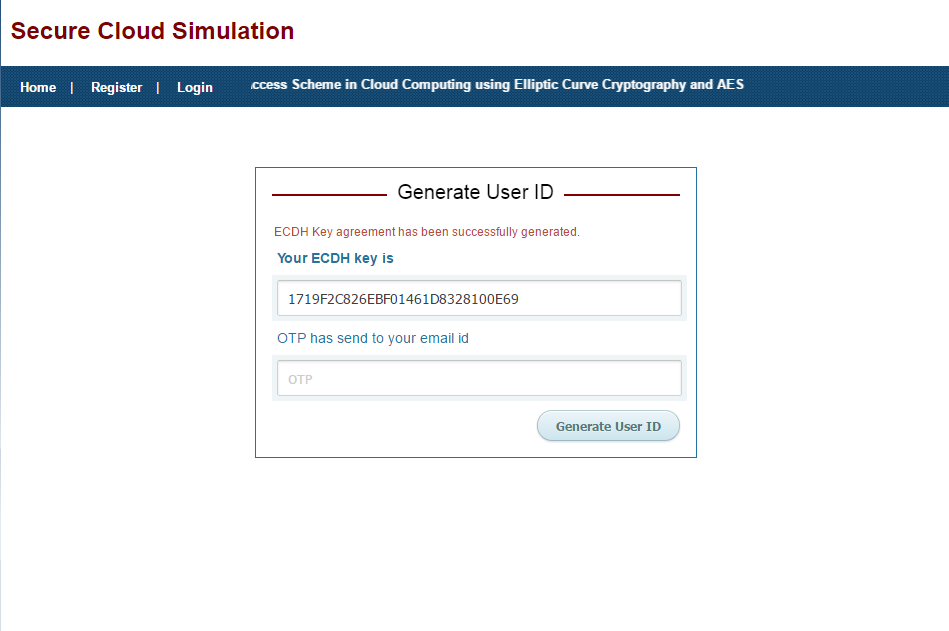 Secure Cloud Simulation
Home | Register | Login
Scheme in Cloud Computing using Elliptic Curve Cryptography and AES
Generate User ID
ECDH Key agreement has been successfully generated.
Your ECDH key is
1719F2C826EBF01461D8328100E69
OTP has send to your email id
OTP
Generate User ID